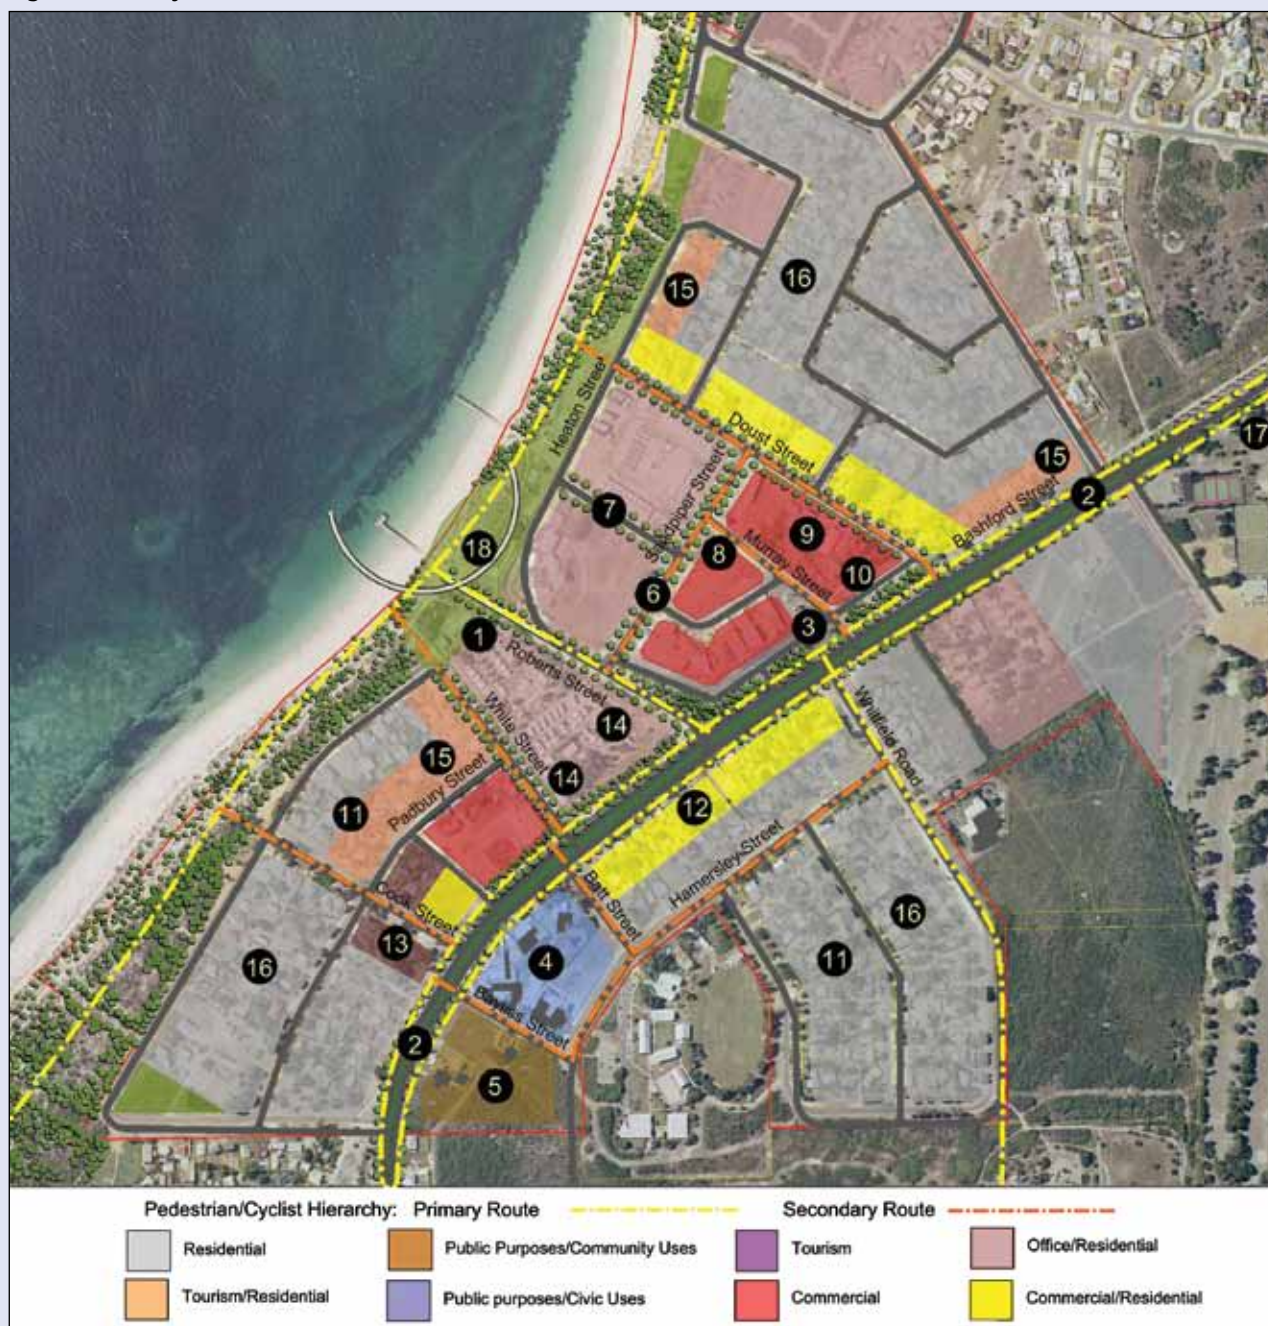 16
15
17
15
Heaton Street
Doust Street
2
Bashford Street
7
9
8
Murray Street
10
18
6
3
1
Roberts Street
White Street
14
Whitfield Road
15
14
Padbury Street
12
11
Hamersley Street
Cook Street
Batt Street
16
13
4
11
16
Bayliss Street
2
5
Pedestrian/Cyclist Hierarchy: Primary Route Secondary Route
Residential Public Purposes/Community Uses Tourism Office/Residential
Tourism/Residential Public purposes/Civic Uses Commercial Commercial/Residential